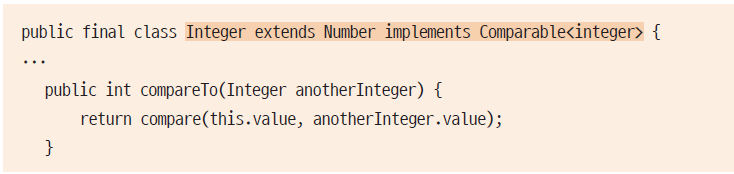 public final class Integer extends Number implements Comparable<integer> {
...
public int compareTo(Integer anotherInteger) {
return compare(this.value, anotherInteger.value);
}